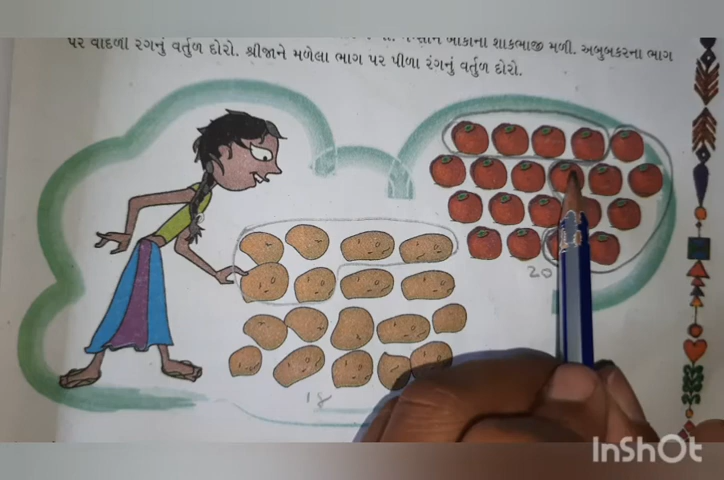 પર વાદળી રંગનું વર્તુળ દોરો. શ્રીજાને મળેલા ભાગ પર પીળા રંગનું વર્તુળ દોરો.
બાકીના શાકભાજી મળી. અબુબકરના ભાગ
20
18
InShOt